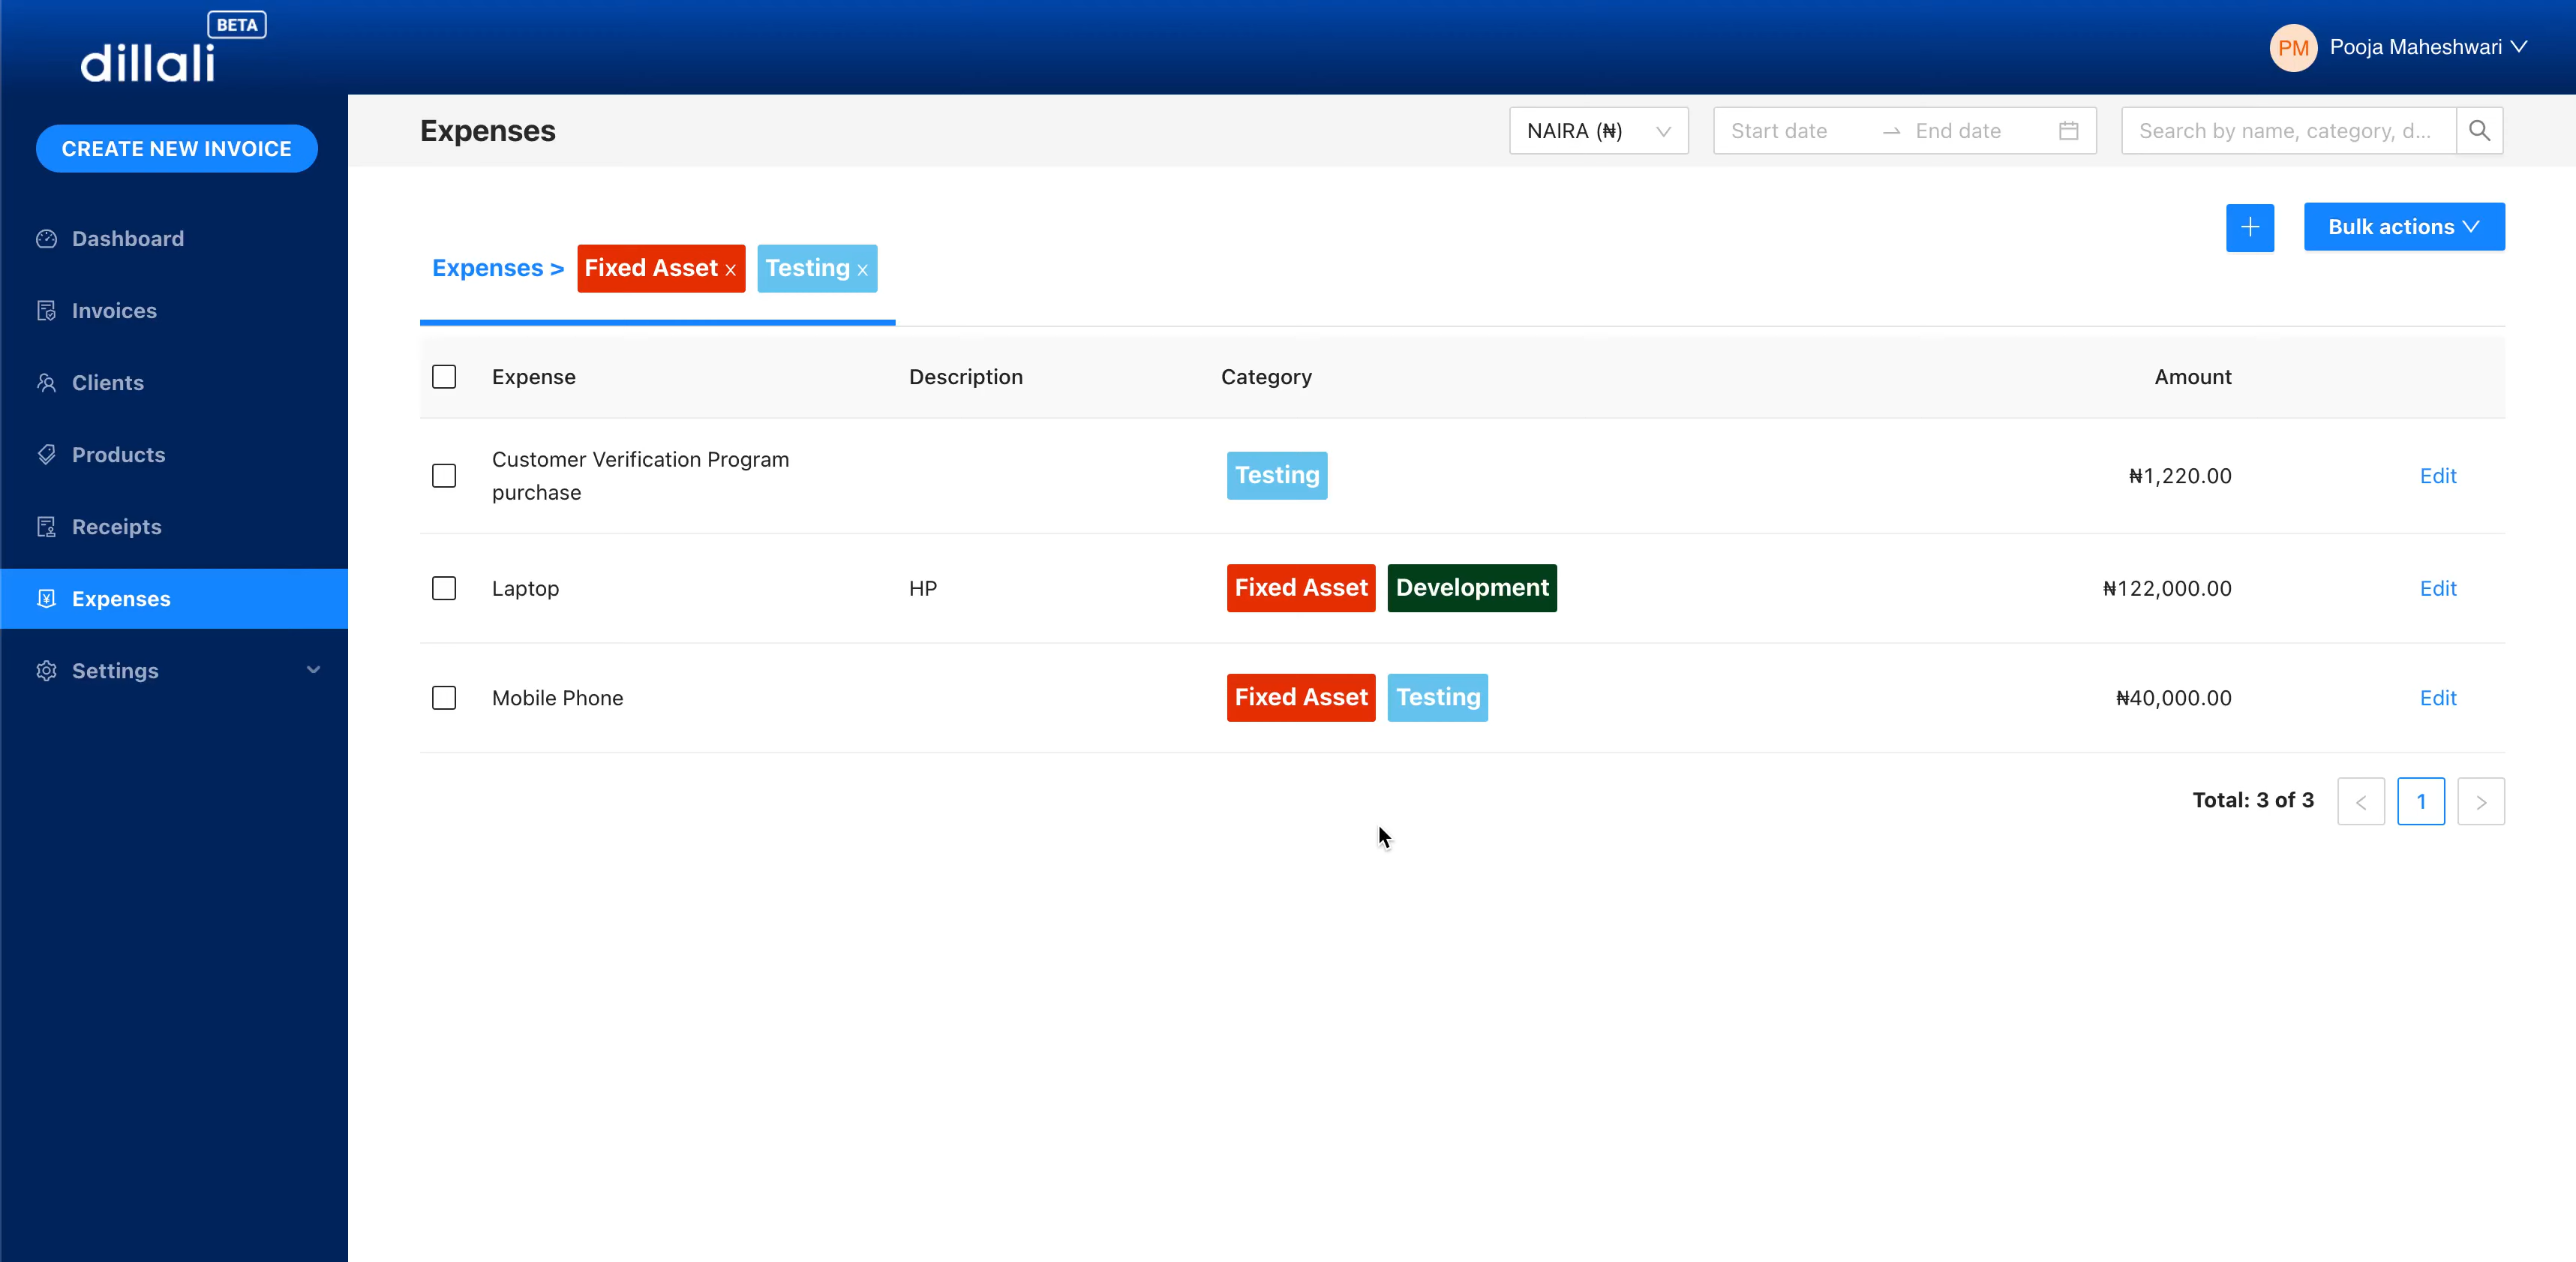 BETA
dillali
PM Pooja Maheshwari
CREATE NEW INVOICE
Dashboard
Invoices
Clients
Products
Receipts
Expenses
Settings
Expenses
NAIRA (₦)
Start date → End date
Search by name, category, d...
Expenses > Fixed Asset × Testing ×
+
Bulk actions
Expense Description Category Amount
Customer Verification Program
purchase
Testing ₦1,220.00 Edit
Laptop HP Fixed Asset Development ₦122,000.00 Edit
Mobile Phone Fixed Asset Testing ₦40,000.00 Edit
Total: 3 of 3 < 1 >